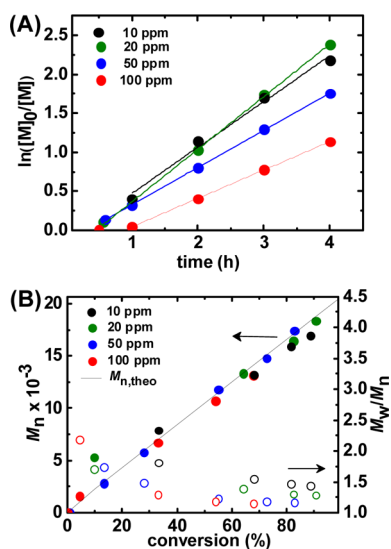 (A)
10 ppm
20 ppm
50 ppm
100 ppm
ln([M]0/[M])
2.5
2.0
1.5
1.0
0.5
0.0
1 2 3 4
time (h)
(B)
10 ppm
20 ppm
50 ppm
100 ppm
Mn,theo
Mn x 10-3
20
15
10
5
0
4.5
4.0
3.5
3.0
2.5
2.0
1.5
1.0
Mw/Mn
0 20 40 60 80
conversion (%)